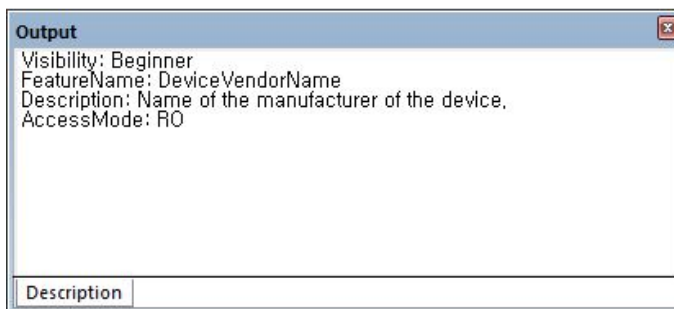 Output
Visibility: Beginner
FeatureName: DeviceVendorName
Description: Name of the manufacturer of the device,
AccessMode: RO
Description